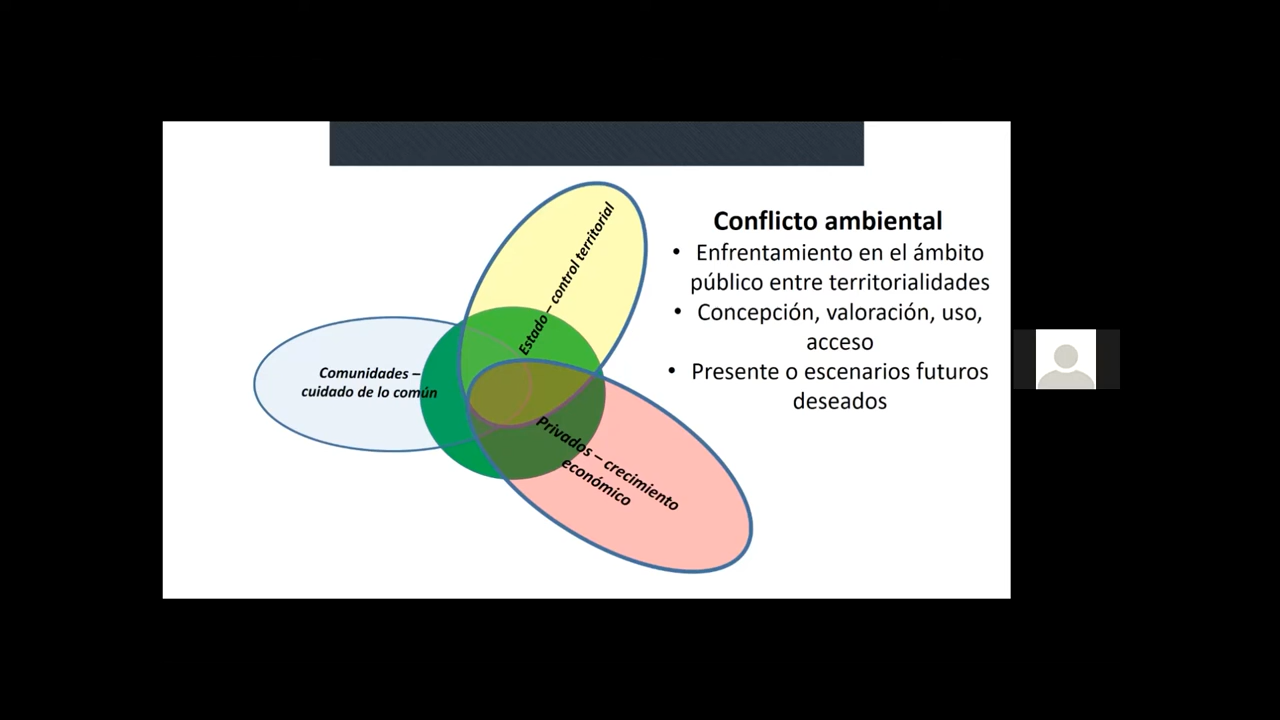 Estado – control territorial
Comunidades –
cuidado de lo común
Privados – crecimiento
económico
Conflicto ambiental
• Enfrentamiento en el ámbito
público entre territorialidades
• Concepción, valoración, uso,
acceso
• Presente o escenarios futuros
deseados